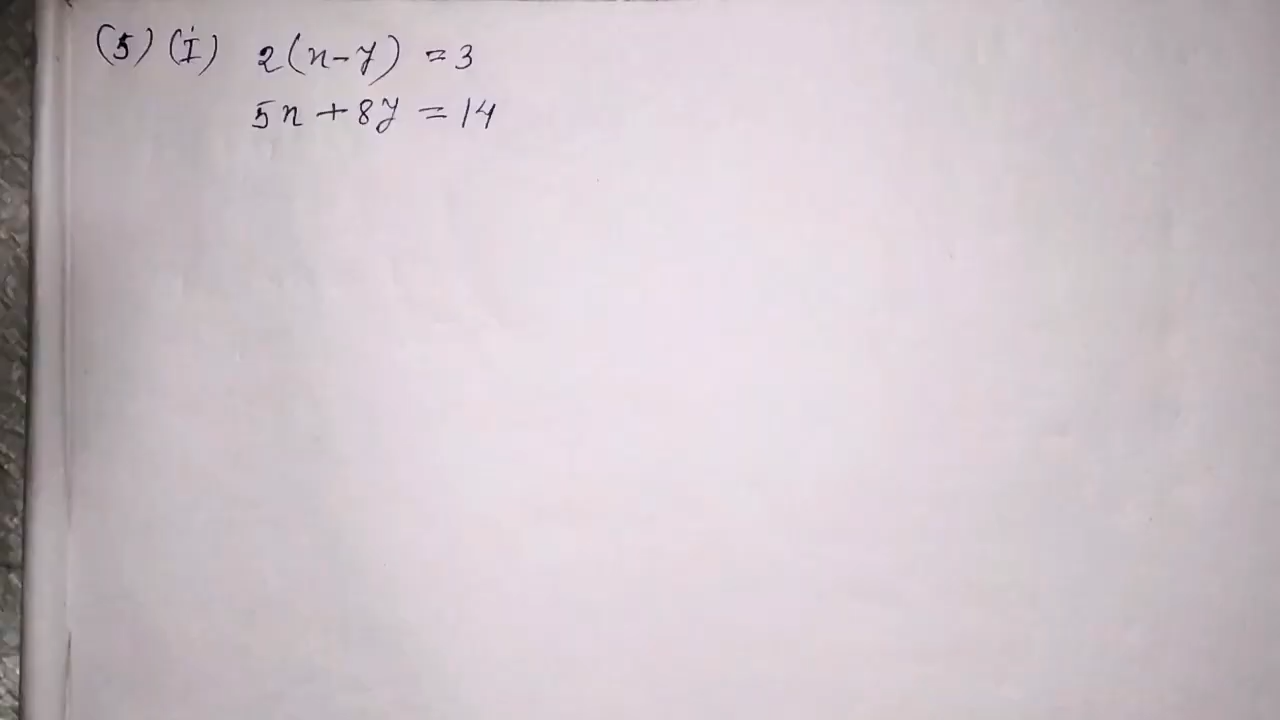 (5) (i) 2(x-y) = 3
5x + 8y = 14